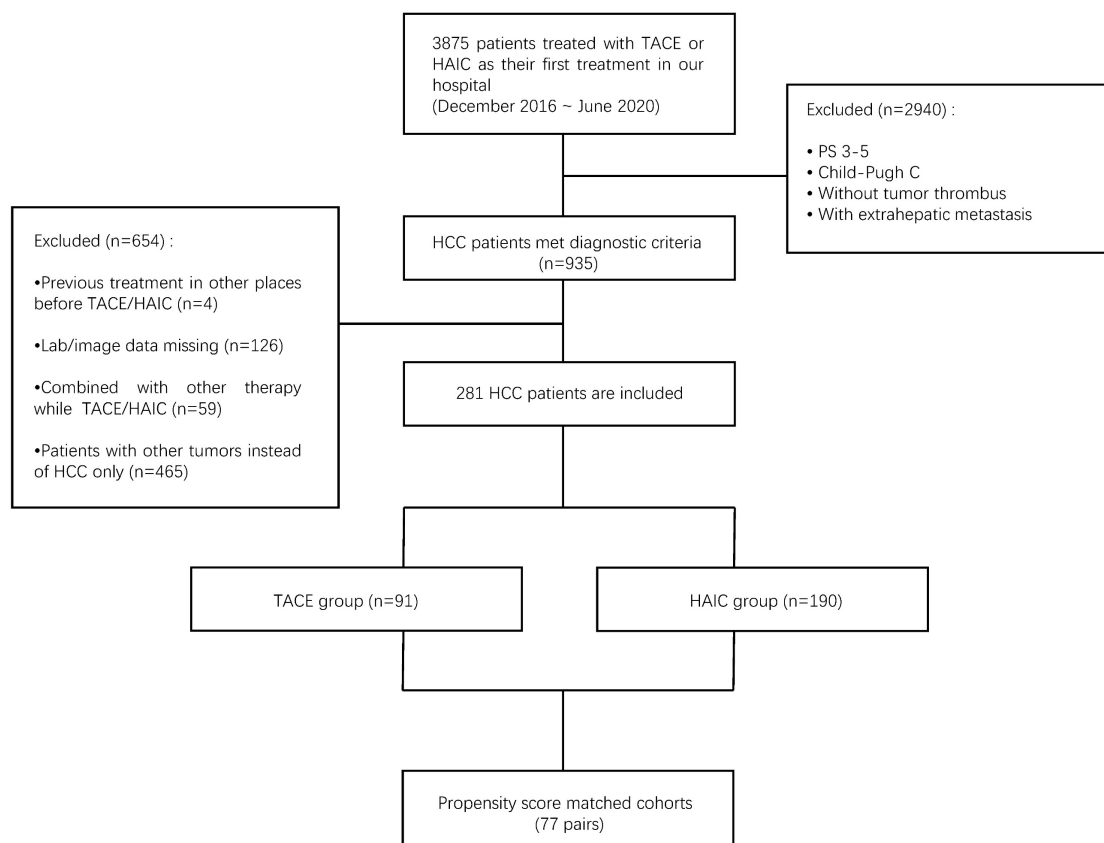 3875 patients treated with TACE or
HAIC as their first treatment in our
hospital
(December 2016 ~ June 2020)
Excluded (n=2940) :
• PS 3-5
• Child-Pugh C
• Without tumor thrombus
• With extrahepatic metastasis
HCC patients met diagnostic criteria
(n=935)
Excluded (n=654) :
•Previous treatment in other places
before TACE/HAIC (n=4)
•Lab/image data missing (n=126)
•Combined with other therapy
while TACE/HAIC (n=59)
•Patients with other tumors instead
of HCC only (n=465)
281 HCC patients are included
TACE group (n=91)
HAIC group (n=190)
Propensity score matched cohorts
(77 pairs)